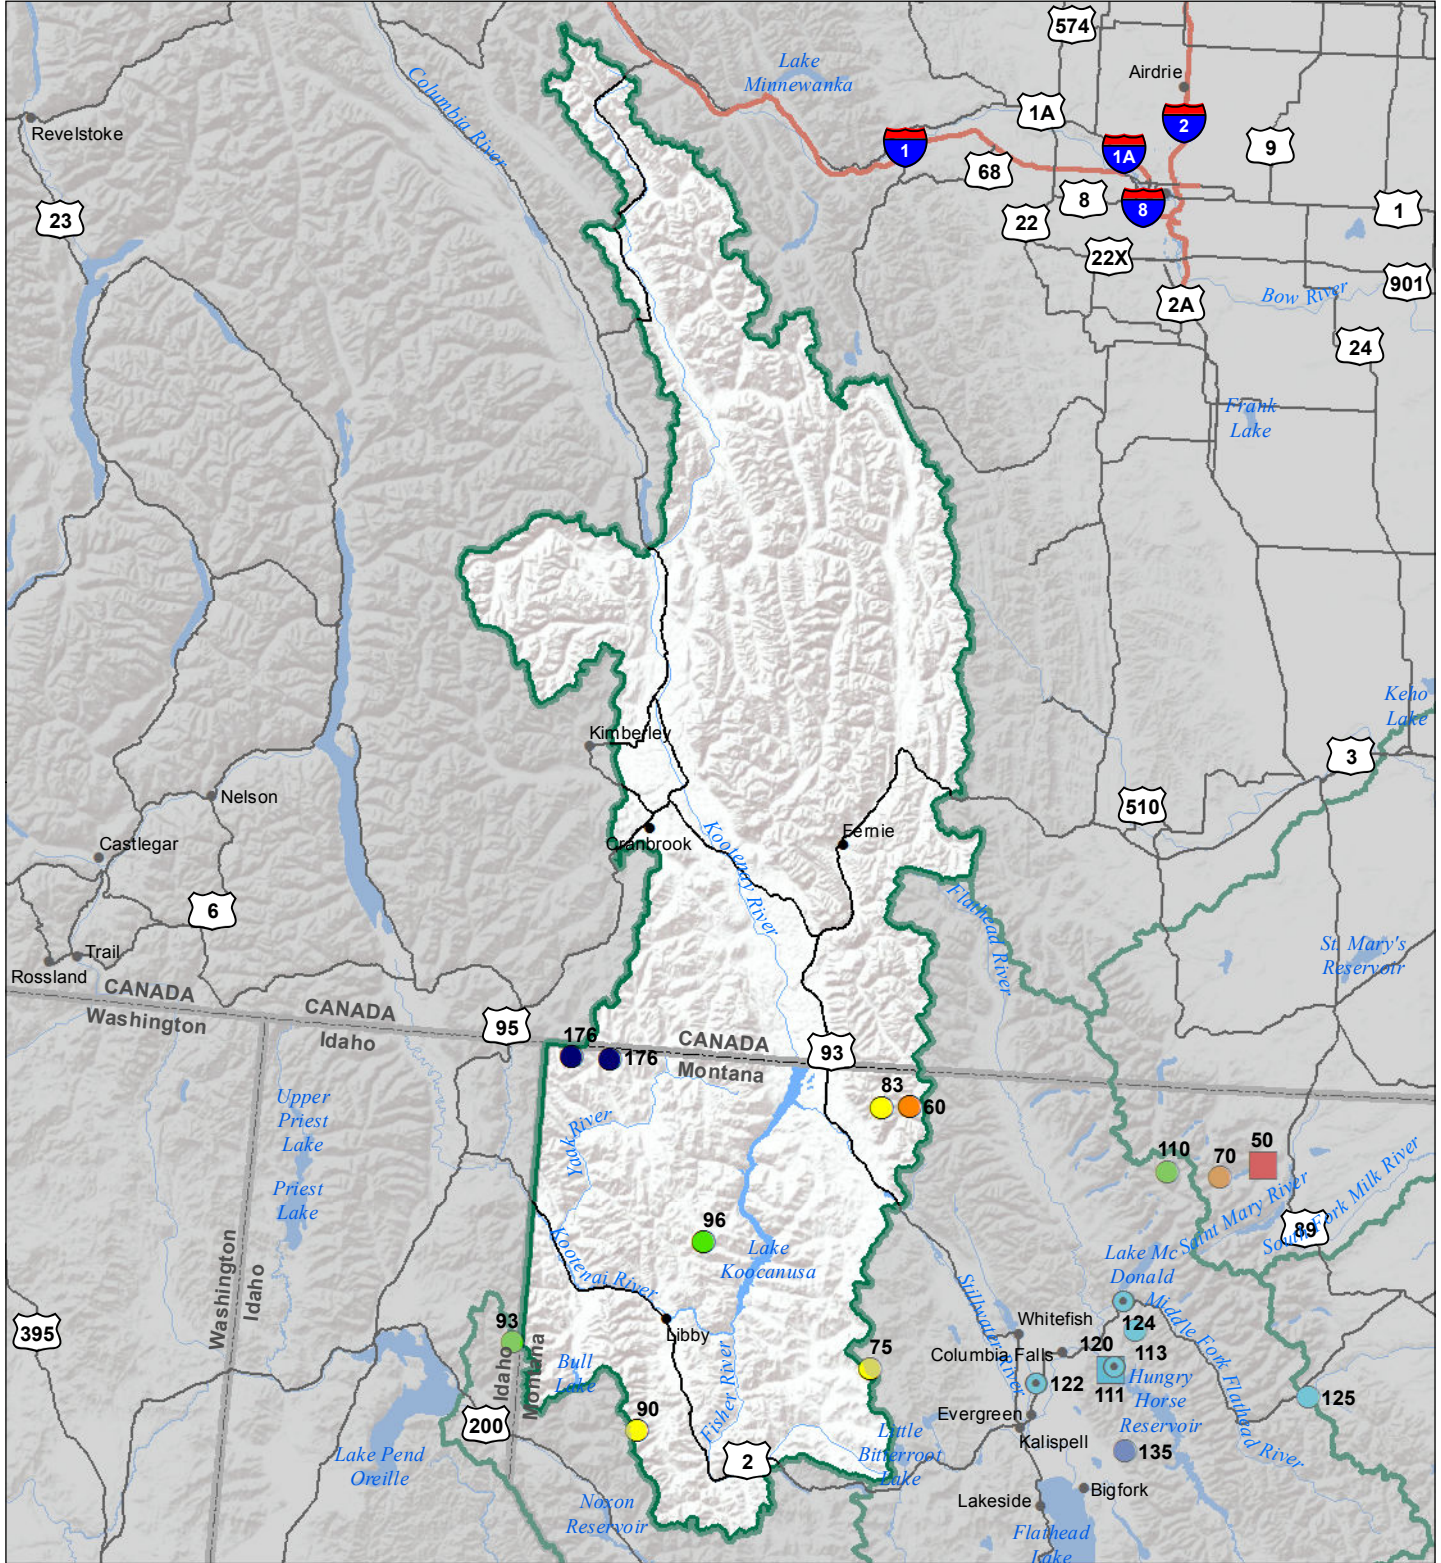 574
Airdrie
Lake
Minnewanka
Columbia River
1A
2
Revelstoke
1
1A
9
68
8
8
1
23
22
22X
901
Bow River
2A
24
Frank
Lake
Keho
Lake
Kimberley
3
Nelson
510
Kootenay River
Fernie
Cranbrook
Castlegar
6
Flathead River
Trail
Rossland
St. Mary's
Reservoir
CANADA
Washington
CANADA
Idaho
95
176
176
CANADA
Montana
93
83
60
Upper
Priest
Lake
Yaak River
110
70
50
Priest
Lake
Saint Mary River
South Fork Milk River
89
96
Lake
Koocanusa
Kootenai River
Lake Mc
Donald
Washington
Idaho
Stillwater River
Middle Fork Flathead River
395
93
Libby
Whitefish
124
Columbia Falls
120
113
Idaho
Montana
Bull
Lake
Fisher River
75
122
111
Hungry
Horse
Reservoir
125
200
90
Evergreen
Kalispell
Little
Bitterroot
Lake
135
Lake Pend
Oreille
2
Bigfork
Noxon
Reservoir
Lakeside
Flathead
Lake